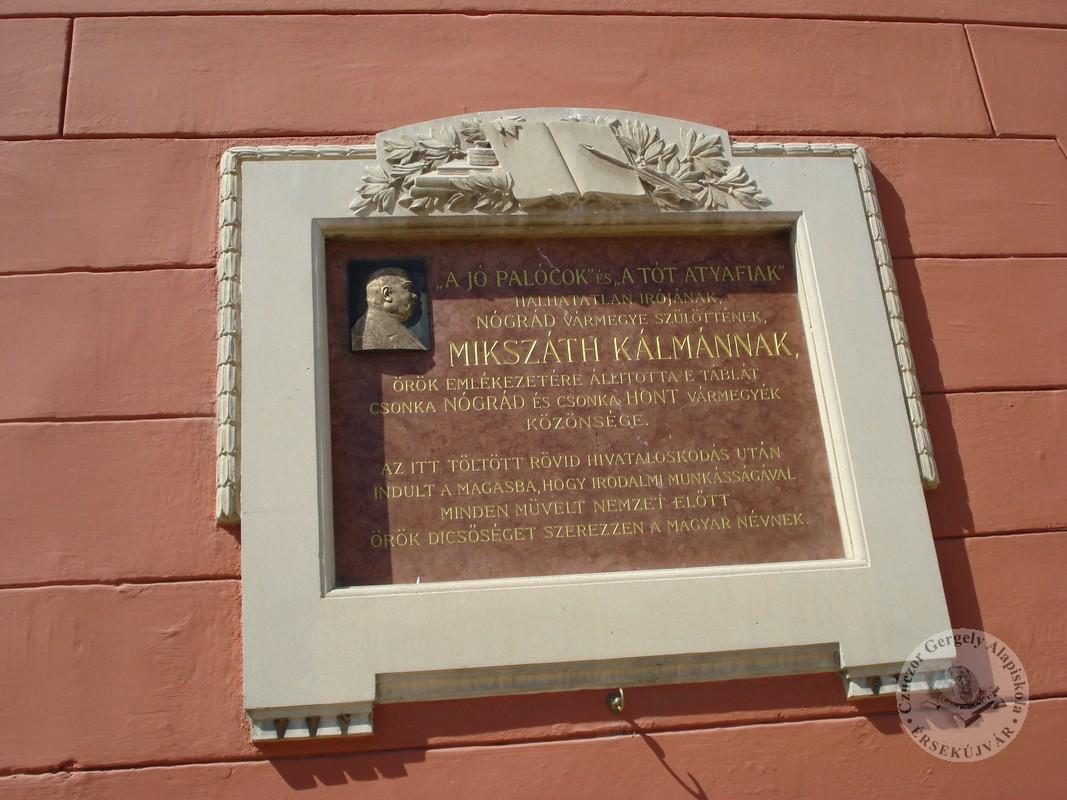 „A JÓ PALÓCOK" ÉS „A TÓT ATYAFIAK"
HALHATATLAN IRÓJÁNAK,
NÓGRÁD VÁRMEGYE SZÜLÖTTÉNEK,
MIKSZÁTH KÁLMÁNNAK,
ÖRÖK EMLÉKEZETÉRE ÁLLITOTTA E TÁBLÁT
CSONKA NÓGRÁD ÉS CSONKA HONT VÁRMEGYÉK
KÖZÖNSÉGE.
AZ ITT TÖLTÖTT RÖVID HIVATALOSKODÁS UTÁN
INDULT A MAGASBA, HOGY IRODALMI MUNKÁSSÁGÁVAL
MINDEN MÜVELT NEMZET ELŐTT
ÖRÖK DICSŐSÉGET SZEREZZEN A MAGYAR NÉVNEK.
Czuczor Gergely Alapiskola
• ÉRSEKÚJVÁR •